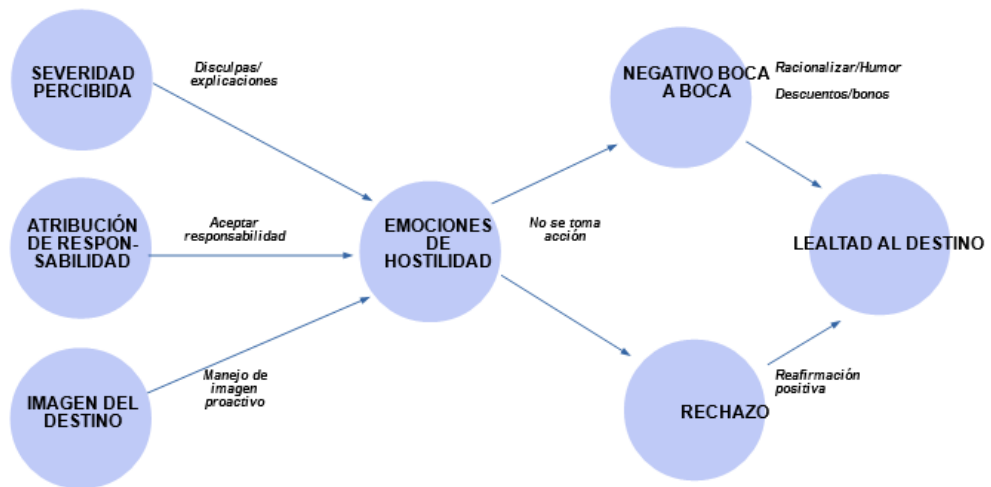 SEVERIDAD
PERCIBIDA
Disculpas/
explicaciones
ATRIBUCIÓN
DE RESPON-
SABILIDAD
Aceptar
responsabilidad
IMAGEN DEL
DESTINO
Manejo de
imagen
proactivo
EMOCIONES
DE
HOSTILIDAD
No se toma
acción
NEGATIVO BOCA
A BOCA
Racionalizar/Humor
Descuentos/bonos
RECHAZO
Reafirmación
positiva
LEALTAD AL DESTINO